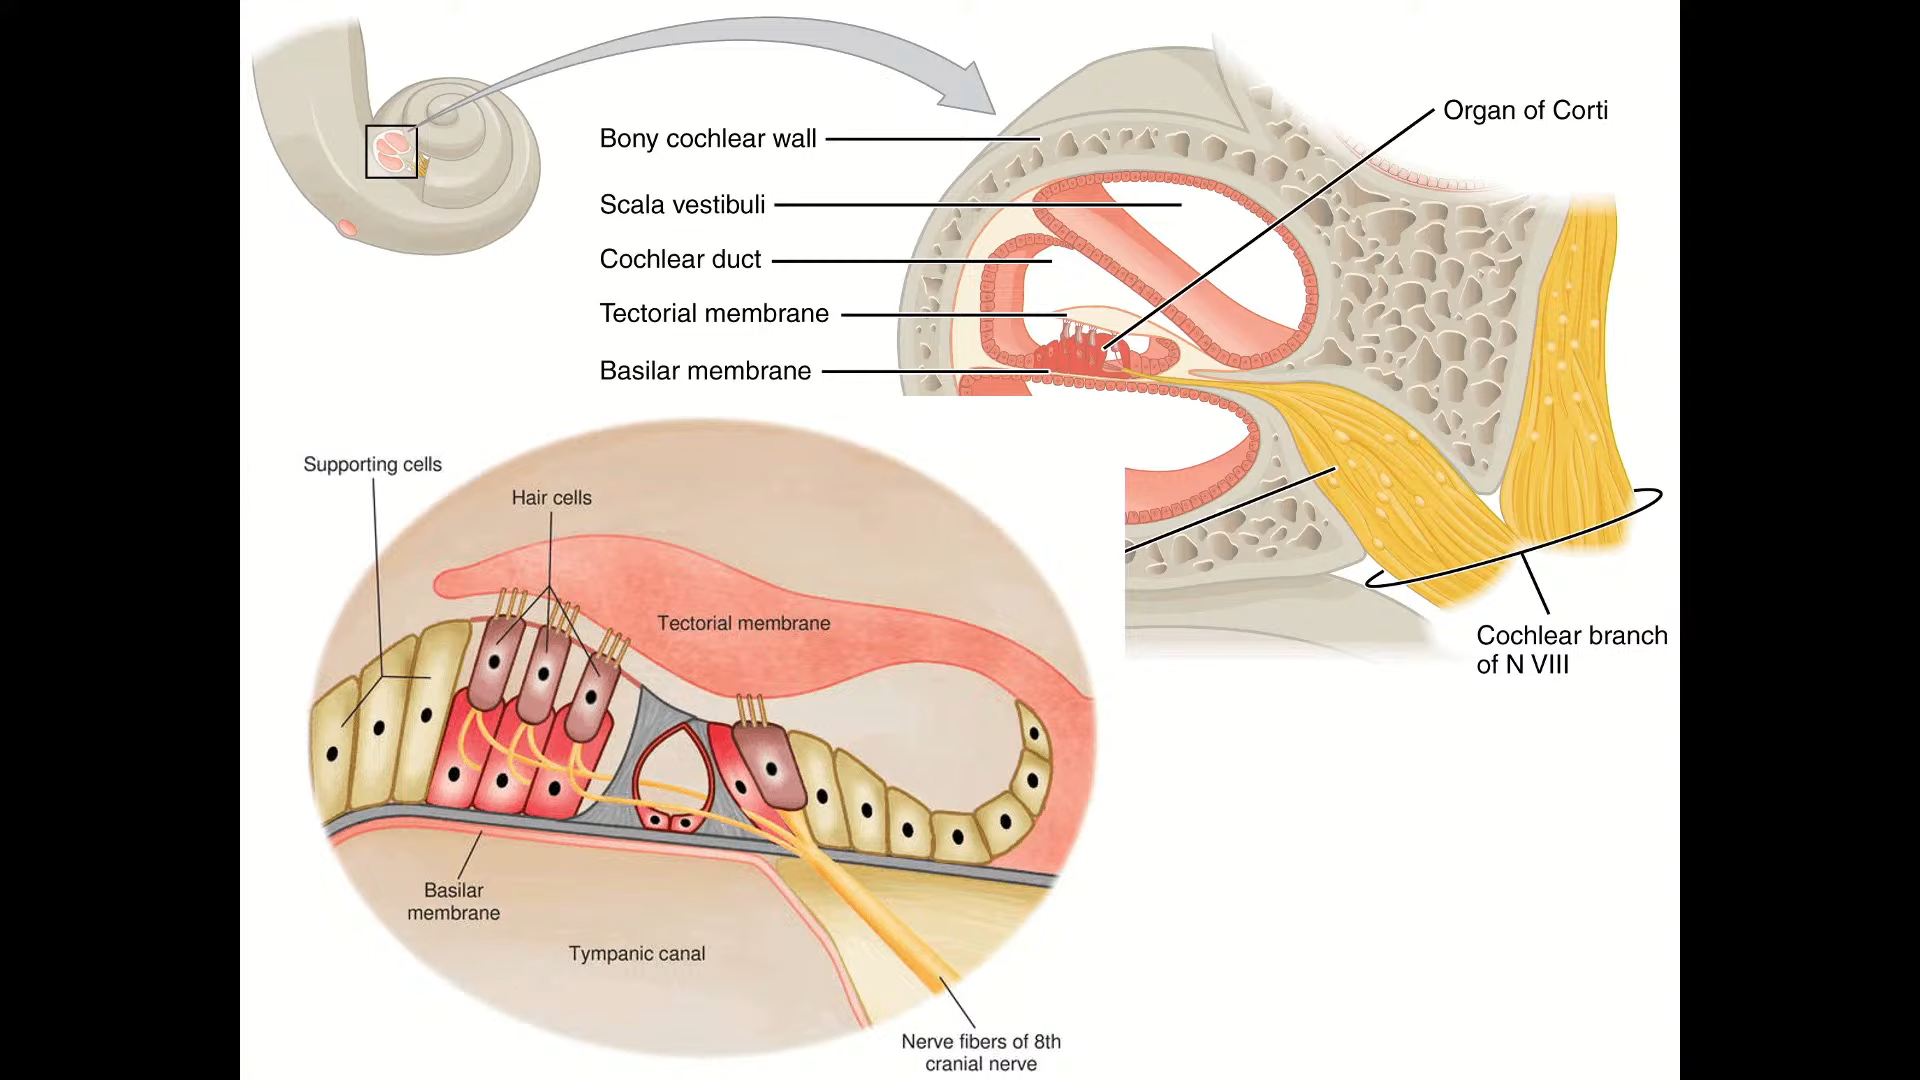 Organ of Corti
Bony cochlear wall
Scala vestibuli
Cochlear duct
Tectorial membrane
Basilar membrane
Supporting cells
Hair cells
Tectorial membrane
Cochlear branch
of N VIII
Basilar
membrane
Tympanic canal
Nerve fibers of 8th
cranial nerve